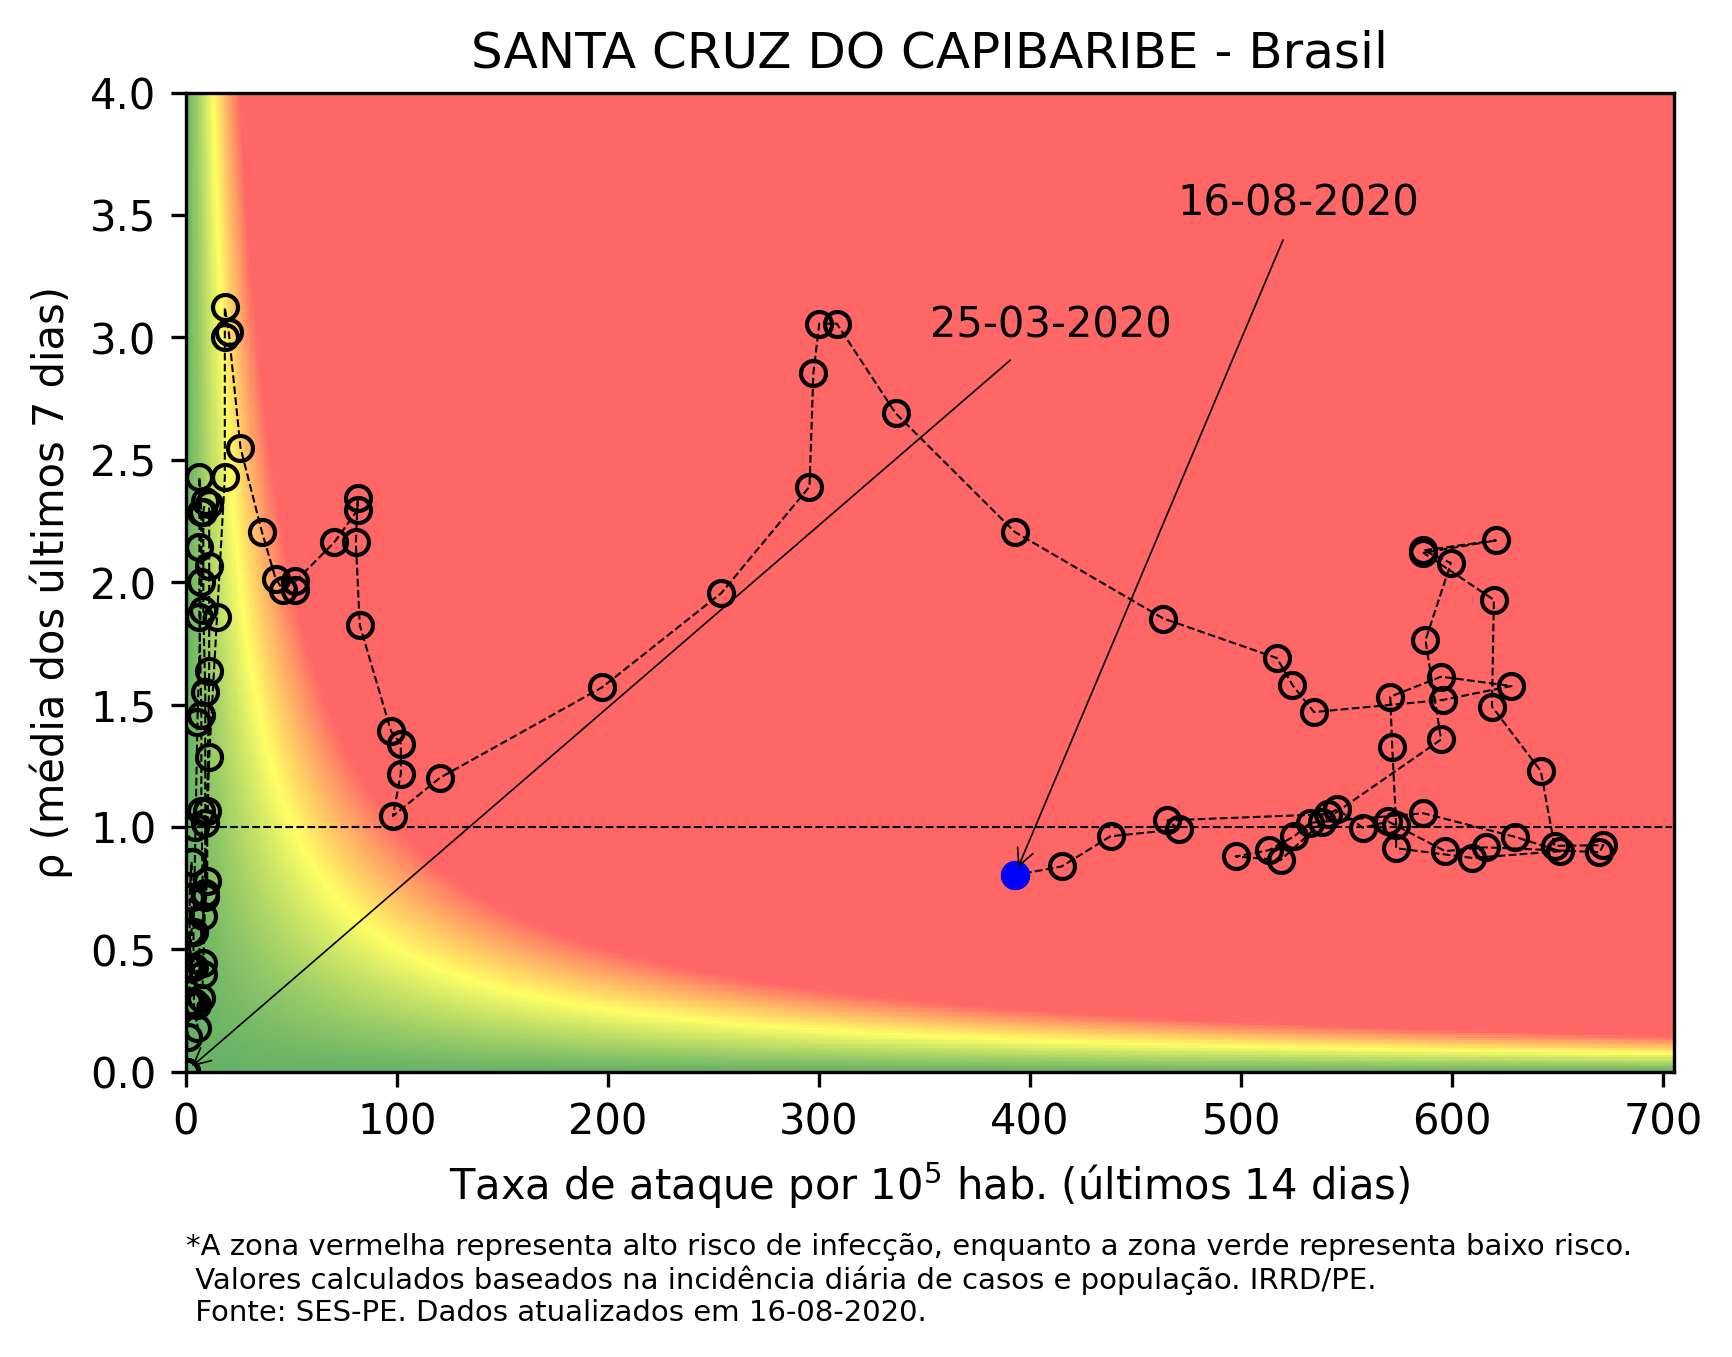 SANTA CRUZ DO CAPIBARIBE - Brasil
4.0
3.5
3.0
2.5
2.0
1.5
1.0
0.5
0.0
ρ (média dos últimos 7 dias)
16-08-2020
25-03-2020
0 100 200 300 400 500 600 700
Taxa de ataque por 10⁵ hab. (últimos 14 dias)
*A zona vermelha representa alto risco de infecção, enquanto a zona verde representa baixo risco.
Valores calculados baseados na incidência diária de casos e população. IRRD/PE.
Fonte: SES-PE. Dados atualizados em 16-08-2020.